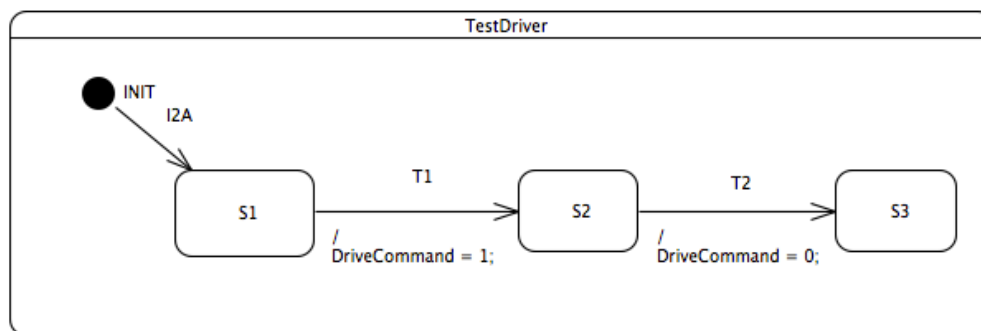 TestDriver
INIT
I2A
S1
T1
/
DriveCommand = 1;
S2
T2
/
DriveCommand = 0;
S3